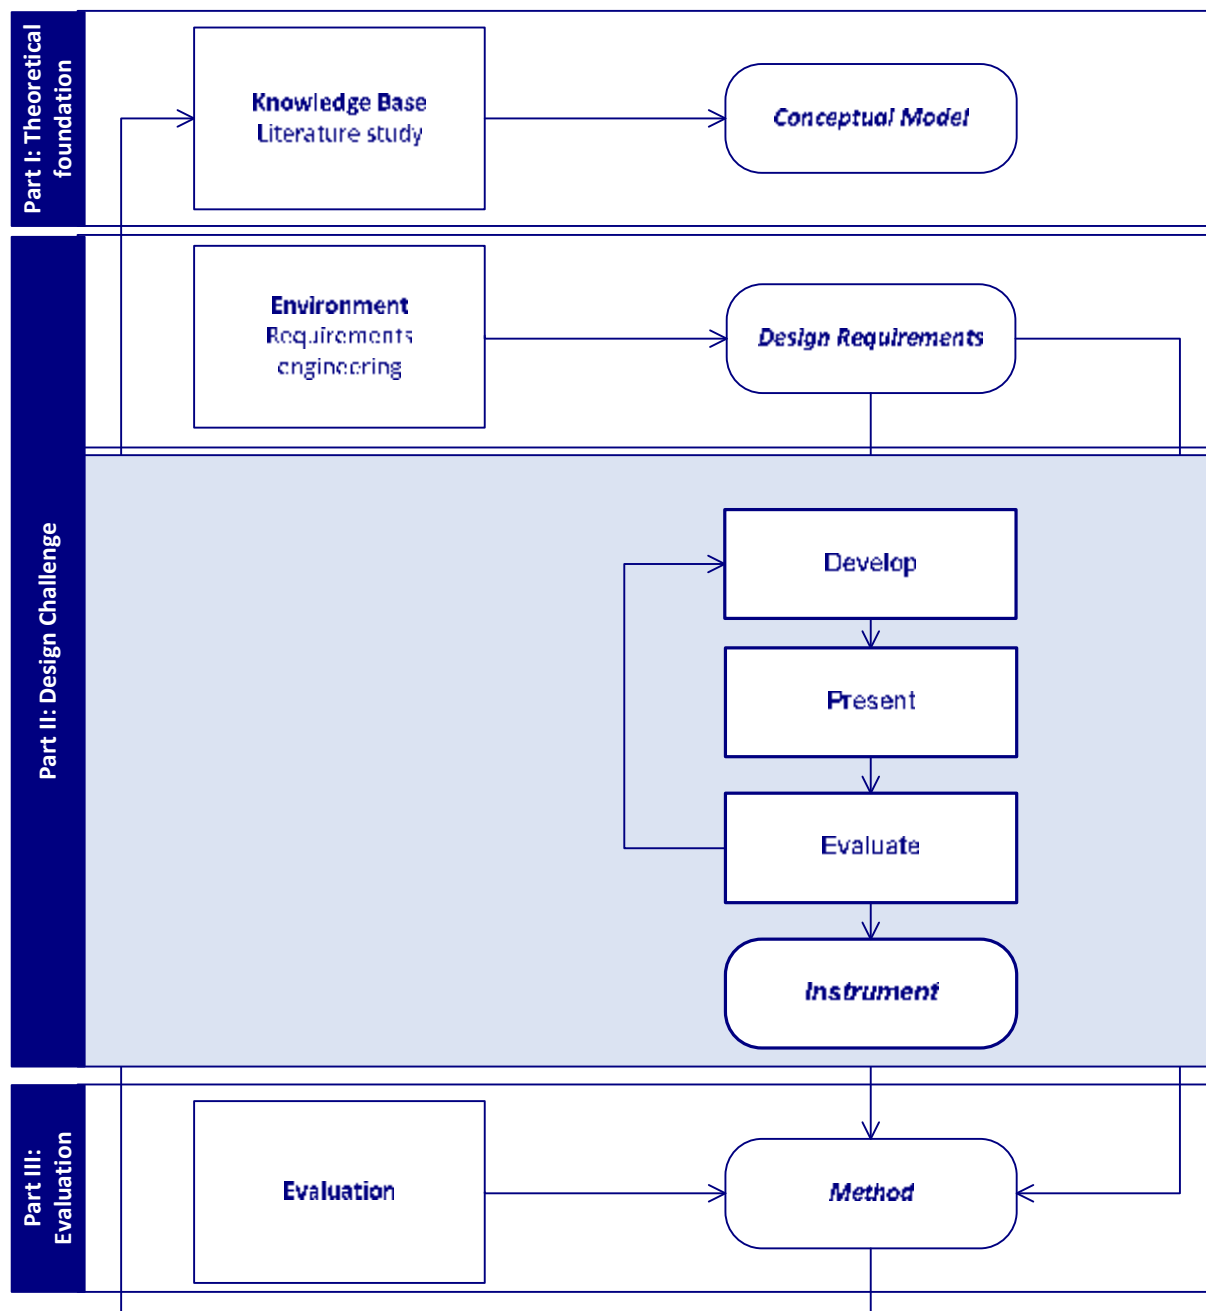 Part I: Theoretical
foundation
Knowledge Base
Literature study
Conceptual Model
Part II: Design Challenge
Environment
Requirements
engineering
Design Requirements
Develop
Present
Evaluate
Instrument
Part III:
Evaluation
Evaluation
Method